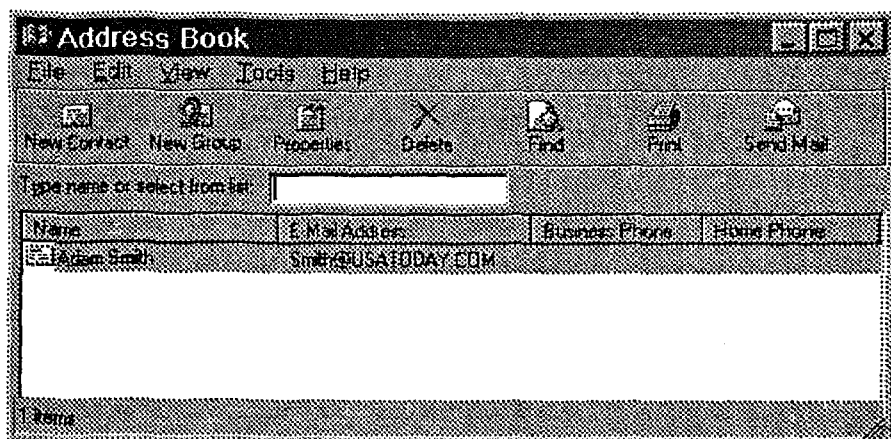 Address Book
File Edit View Tools Help
New Contact New Group Properties Delete Find Print Send Mail
Type name or select from list:
Name E-Mail Address Business Phone Home Phone
Adam Smith Smith@USATODAY.COM
1 items